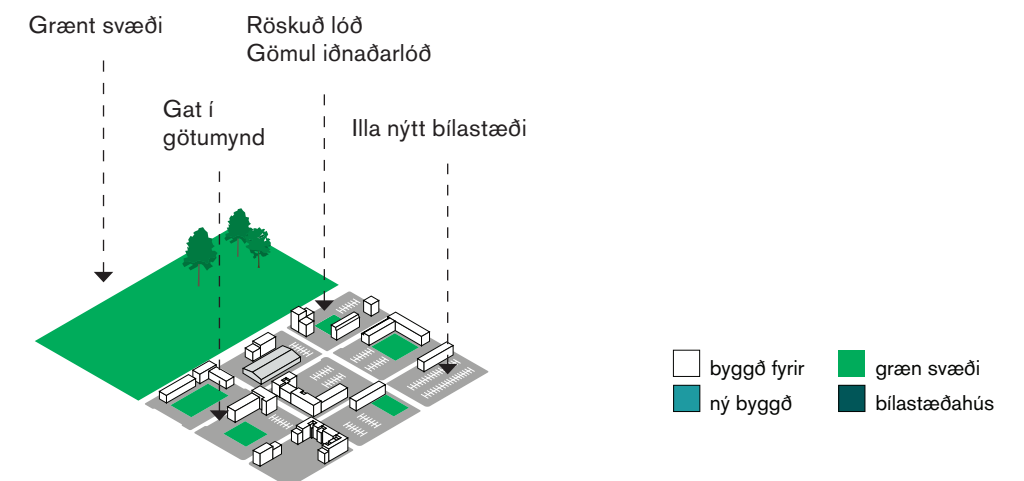 Grænt svæði
Röskuð lóð
Gömul iðnaðarlóð
Gat í
götumynd
Illa nýtt bílastæði
byggð fyrir
græn svæði
ný byggð
bílastæðahús